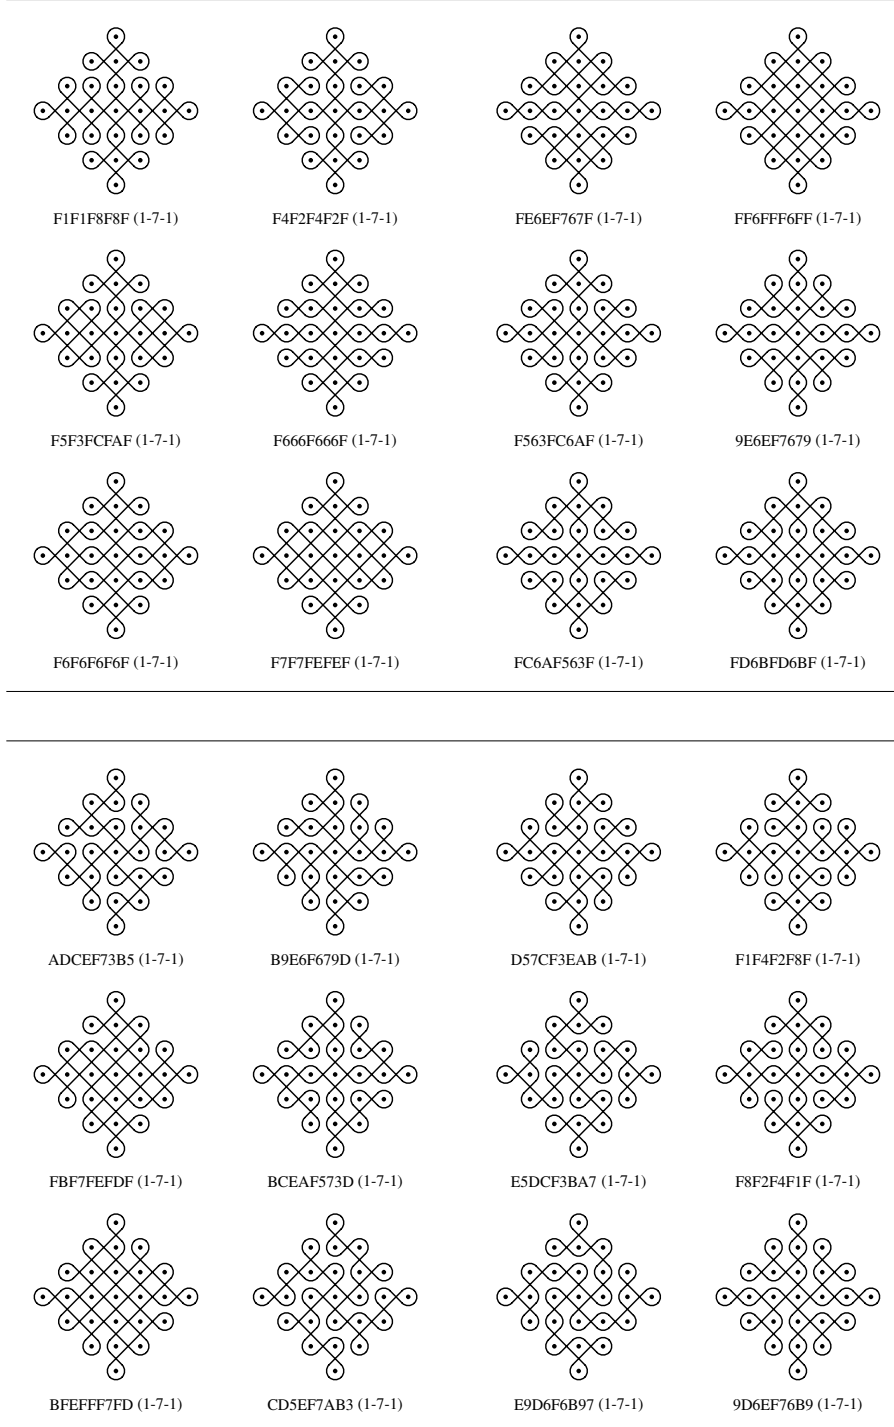 F1F1F8F8F (1-7-1) F4F2F4F2F (1-7-1) FE6EF767F (1-7-1) FF6FFF6FF (1-7-1)
F5F3FCFAF (1-7-1) F666F666F (1-7-1) F563FC6AF (1-7-1) 9E6EF7679 (1-7-1)
F6F6F6F6F (1-7-1) F7F7FEFEF (1-7-1) FC6AF563F (1-7-1) FD6BFD6BF (1-7-1)
ADCEF73B5 (1-7-1) B9E6F679D (1-7-1) D57CF3EAB (1-7-1) F1F4F2F8F (1-7-1)
FBF7FEFDF (1-7-1) BCEAF573D (1-7-1) E5DCF3BA7 (1-7-1) F8F2F4F1F (1-7-1)
BFEFFF7FD (1-7-1) CD5EF7AB3 (1-7-1) E9D6F6B97 (1-7-1) 9D6EF76B9 (1-7-1)